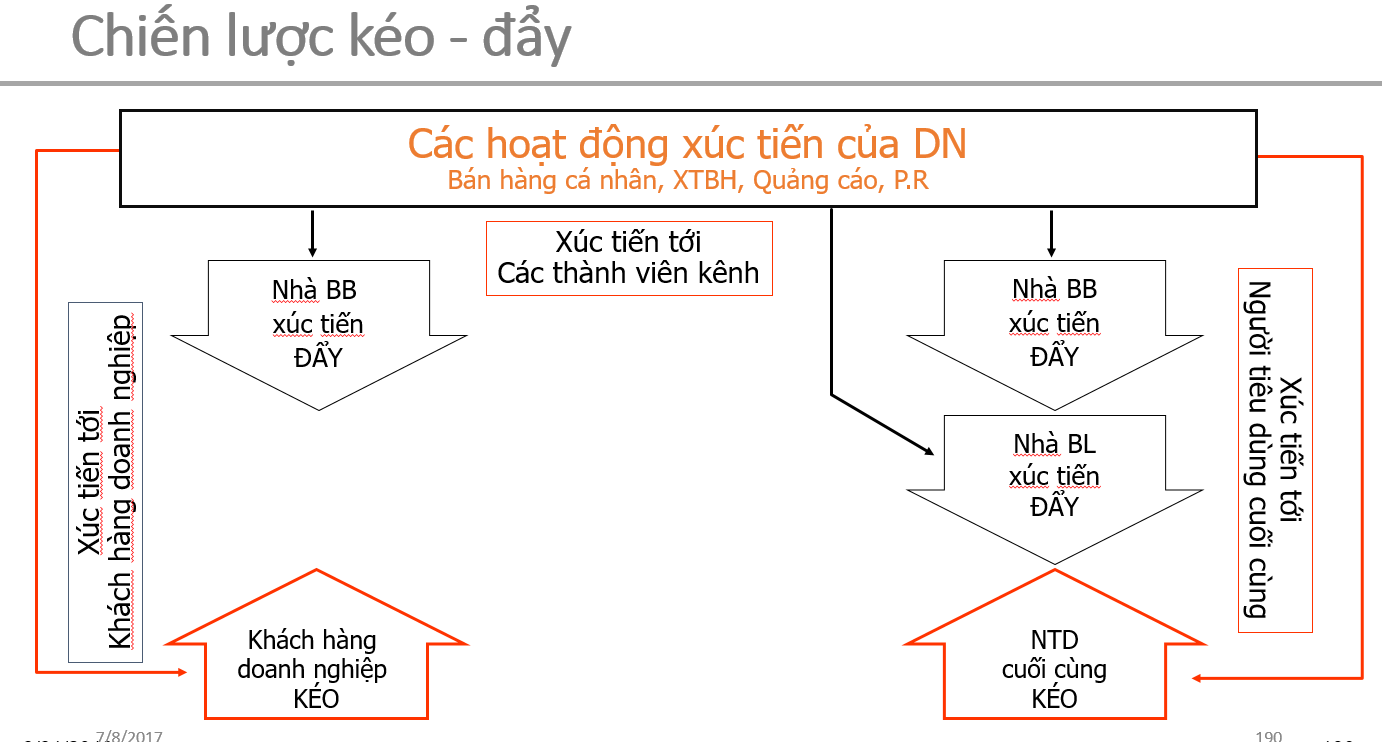 Chiến lược kéo - đẩy
Các hoạt động xúc tiến của DN
Bán hàng cá nhân, XTBH, Quảng cáo, P.R
Xúc tiến tới
Các thành viên kênh
Nhà BB
xúc tiến
ĐẨY
Nhà BB
xúc tiến
ĐẨY
Xúc tiến tới
Khách hàng doanh nghiệp
Xúc tiến tới
Người tiêu dùng cuối cùng
Nhà BL
xúc tiến
ĐẨY
Khách hàng
doanh nghiệp
KÉO
NTD
cuối cùng
KÉO
7/8/2017
190